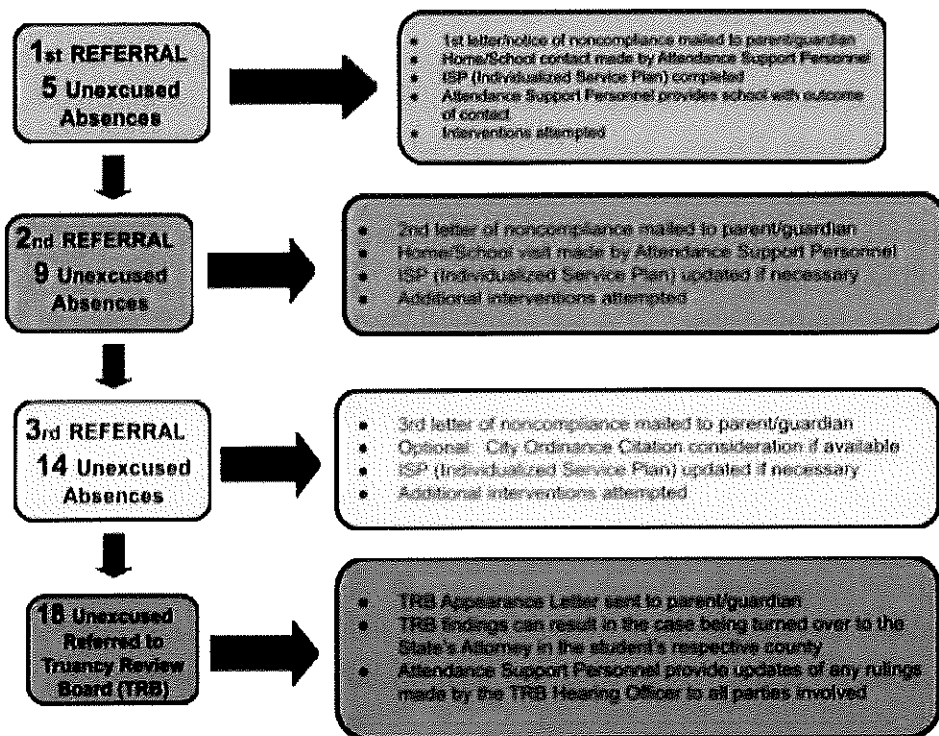 1st REFERRAL
5 Unexcused
Absences
• 1st letter/notice of noncompliance mailed to parent/guardian
• Home/School contact made by Attendance Support Personnel
• ISP (Individualized Service Plan) completed
• Attendance Support Personnel provides school with outcome
of contact
• Interventions attempted
2nd REFERRAL
9 Unexcused
Absences
• 2nd letter of noncompliance mailed to parent/guardian
• Home/School visit made by Attendance Support Personnel
• ISP (Individualized Service Plan) updated if necessary
• Additional interventions attempted
3rd REFERRAL
14 Unexcused
Absences
• 3rd letter of noncompliance mailed to parent/guardian
• Optional: City Ordinance Citation consideration if available
• ISP (Individualized Service Plan) updated if necessary
• Additional interventions attempted
18 Unexcused
Referred to
Truancy Review
Board (TRB)
• TRB Appearance Letter sent to parent/guardian
• TRB findings can result in the case being turned over to the
State's Attorney in the student's respective county
• Attendance Support Personnel provide updates of any rulings
made by the TRB Hearing Officer to all parties involved